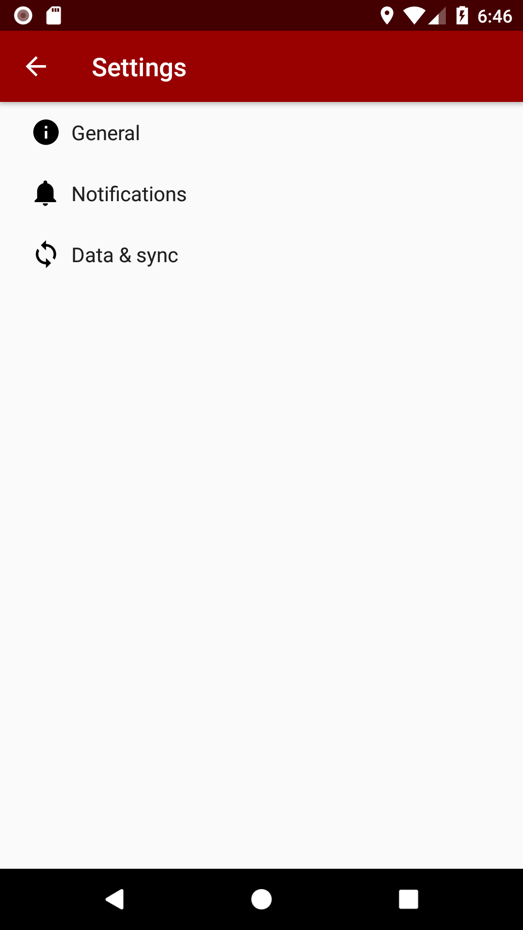 6:46
Settings
General
Notifications
Data & sync